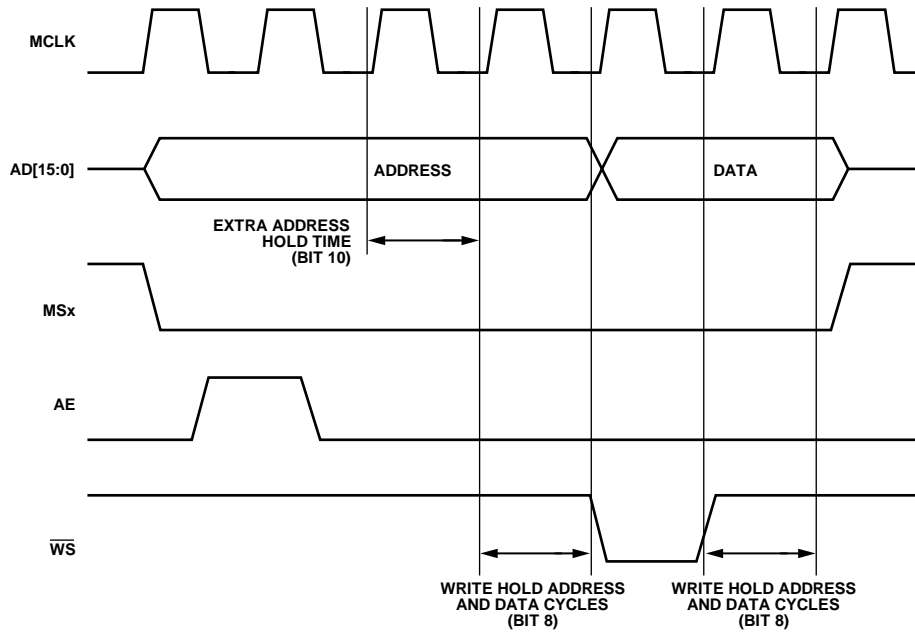 MCLK
AD[15:0]
ADDRESS
DATA
EXTRA ADDRESS
HOLD TIME
(BIT 10)
MSx
AE
WS
WRITE HOLD ADDRESS
AND DATA CYCLES
(BIT 8)
WRITE HOLD ADDRESS
AND DATA CYCLES
(BIT 8)